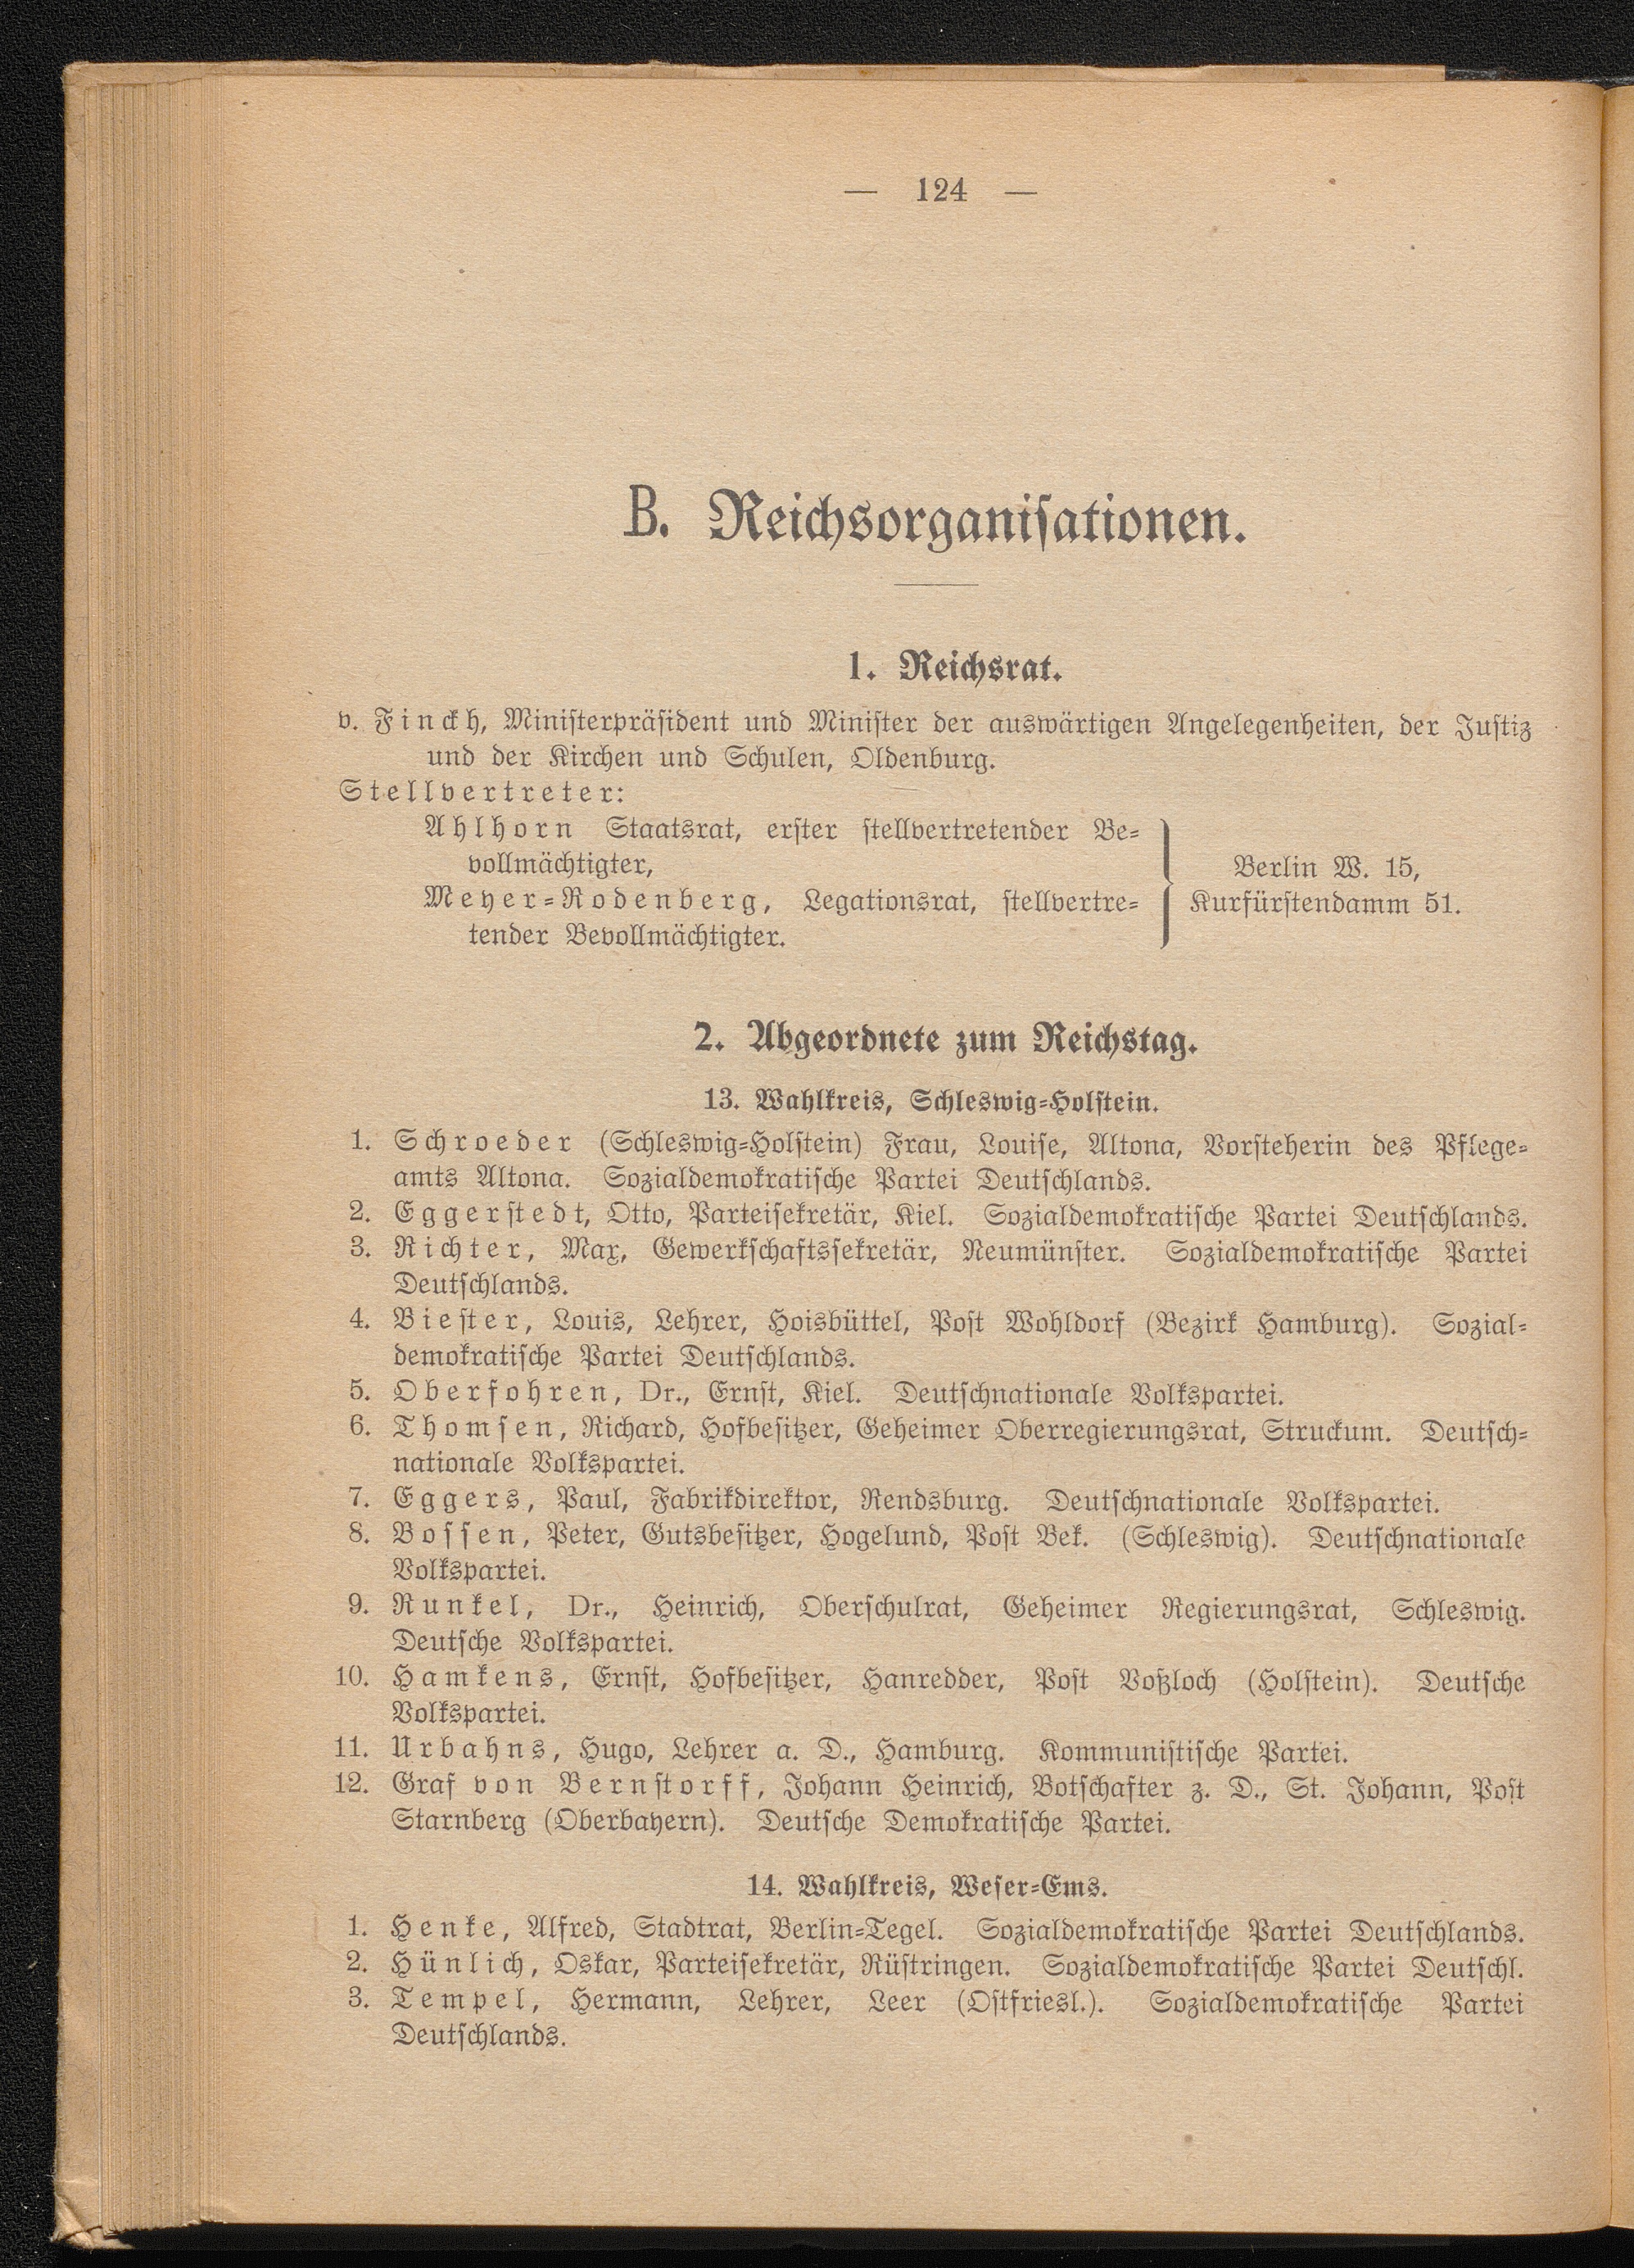 — 124 —
B. Reichsorganisationen.
1. Reichsrat.
v. Finckh, Ministerpräsident und Minister der auswärtigen Angelegenheiten, der Justiz
und der Kirchen und Schulen, Oldenburg.
Stellvertreter:
Ahlhorn Staatsrat, erster stellvertretender Be-
vollmächtigter,
Meyer-Rodenberg, Legationsrat, stellvertre-
tender Bevollmächtigter.
Berlin W. 15,
Kurfürstendamm 51.
2. Abgeordnete zum Reichstag.
13. Wahlkreis, Schleswig-Holstein.
1. Schroeder (Schleswig-Holstein) Frau, Louise, Altona, Vorsteherin des Pflege-
amts Altona. Sozialdemokratische Partei Deutschlands.
2. Eggerstedt, Otto, Parteisekretär, Kiel. Sozialdemokratische Partei Deutschlands.
3. Richter, Max, Gewerkschaftssekretär, Neumünster. Sozialdemokratische Partei
Deutschlands.
4. Biester, Louis, Lehrer, Hoisbüttel, Post Wohldorf (Bezirk Hamburg). Sozial-
demokratische Partei Deutschlands.
5. Oberfohren, Dr., Ernst, Kiel. Deutschnationale Volkspartei.
6. Thomsen, Richard, Hofbesitzer, Geheimer Oberregierungsrat, Struckum. Deutsch-
nationale Volkspartei.
7. Eggers, Paul, Fabrikdirektor, Rendsburg. Deutschnationale Volkspartei.
8. Bossen, Peter, Gutsbesitzer, Hogelund, Post Bek. (Schleswig). Deutschnationale
Volkspartei.
9. Runkel, Dr., Heinrich, Oberschulrat, Geheimer Regierungsrat, Schleswig.
Deutsche Volkspartei.
10. Hamkens, Ernst, Hofbesitzer, Hanredder, Post Voßloch (Holstein). Deutsche
Volkspartei.
11. Urbahns, Hugo, Lehrer a. D., Hamburg. Kommunistische Partei.
12. Graf von Bernstorff, Johann Heinrich, Botschafter z. D., St. Johann, Post
Starnberg (Oberbayern). Deutsche Demokratische Partei.
14. Wahlkreis, Weser-Ems.
1. Henke, Alfred, Stadtrat, Berlin-Tegel. Sozialdemokratische Partei Deutschlands.
2. Hünlich, Oskar, Parteisekretär, Rüstringen. Sozialdemokratische Partei Deutschl.
3. Tempel, Hermann, Lehrer, Leer (Ostfriesl.). Sozialdemokratische Partei
Deutschlands.